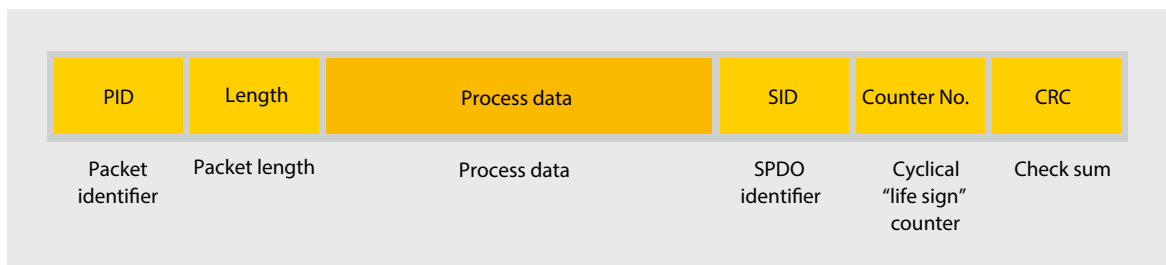 PID
Length
Process data
SID
Counter No.
CRC
Packet
identifier
Packet length
Process data
SPDO
identifier
Cyclical
“life sign”
counter
Check sum